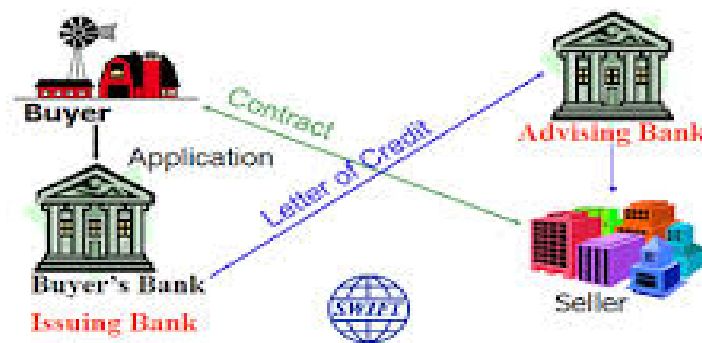 Buyer
Contract
Advising Bank
Application
Letter of Credit
Buyer's Bank
Issuing Bank
SWIFT
Seller